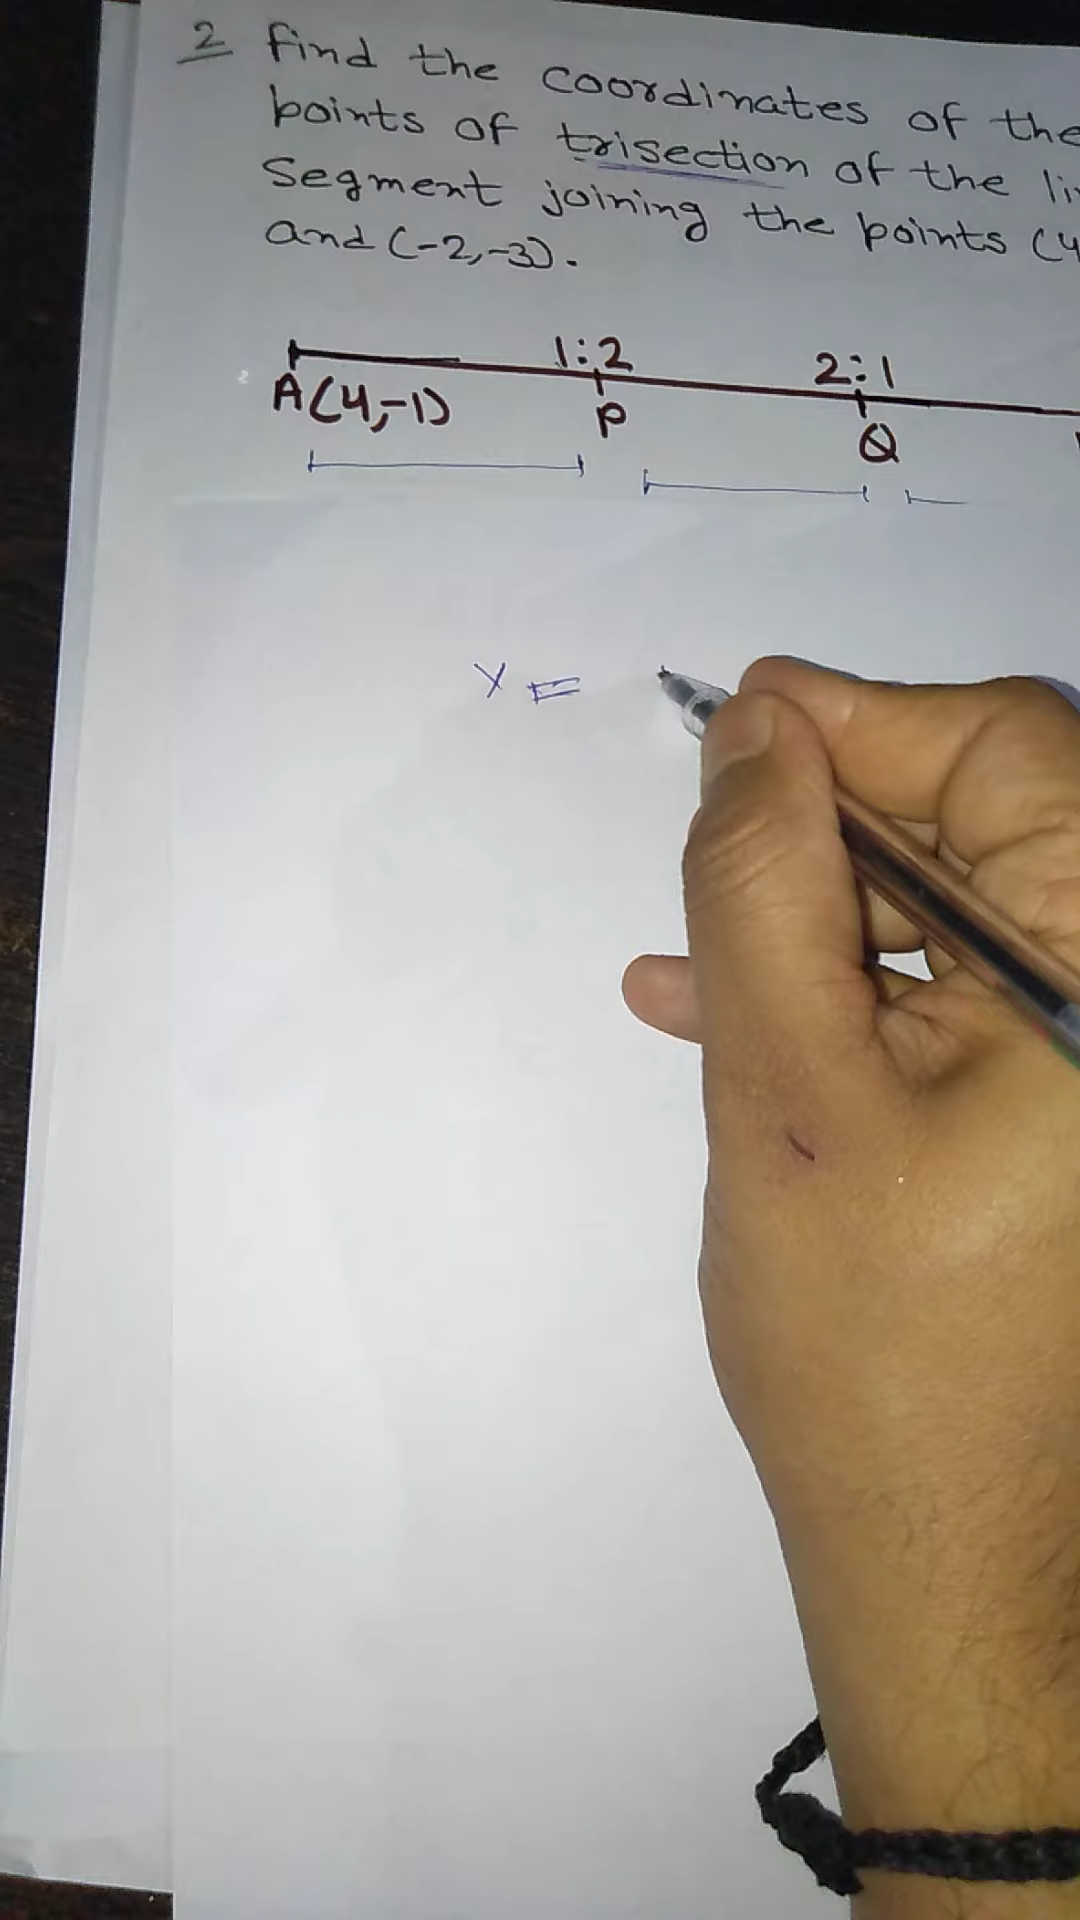 2 find the coordinates of the
points of trisection of the
Segment joining the points (4
and (-2,-3).
1:2 2:1
A(4,-1) P Q
x =